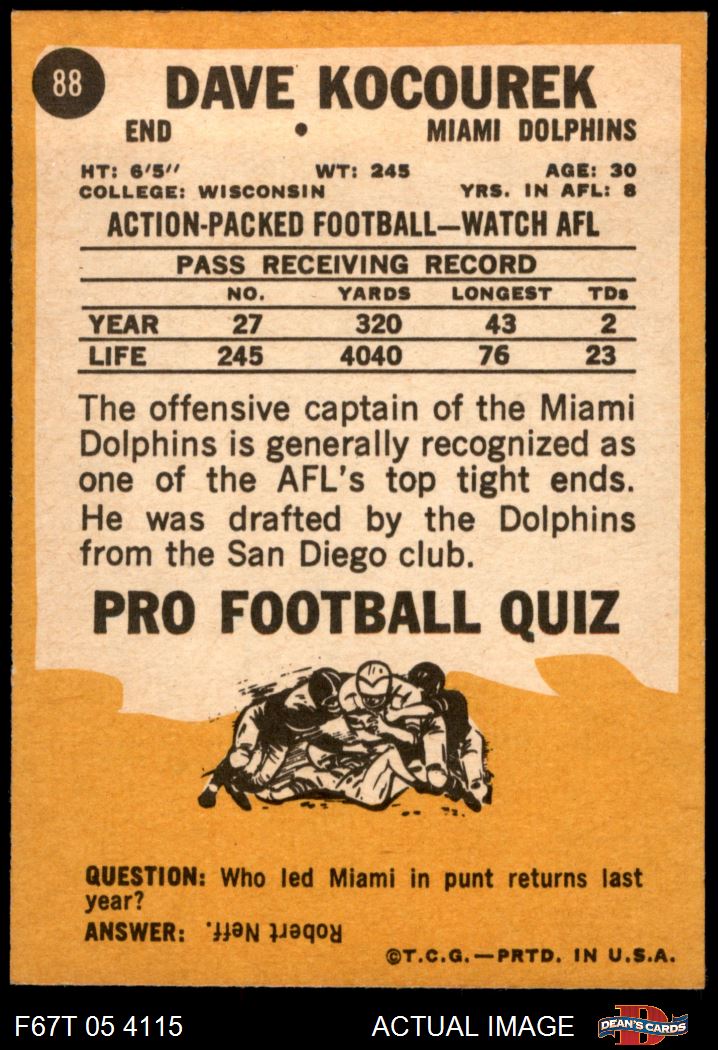 88
DAVE KOCOUREK
END • MIAMI DOLPHINS
HT: 6'5" WT: 245 AGE: 30
COLLEGE: WISCONSIN YRS. IN AFL: 8
ACTION-PACKED FOOTBALL—WATCH AFL
PASS RECEIVING RECORD
NO. YARDS LONGEST TDs
YEAR 27 320 43 2
LIFE 245 4040 76 23
The offensive captain of the Miami
Dolphins is generally recognized as
one of the AFL's top tight ends.
He was drafted by the Dolphins
from the San Diego club.
PRO FOOTBALL QUIZ
QUESTION: Who led Miami in punt returns last
year?
ANSWER: Robert Neff.
©T.C.G.—PRTD. IN U.S.A.
F67T 05 4115 ACTUAL IMAGE D DEAN'S CARDS